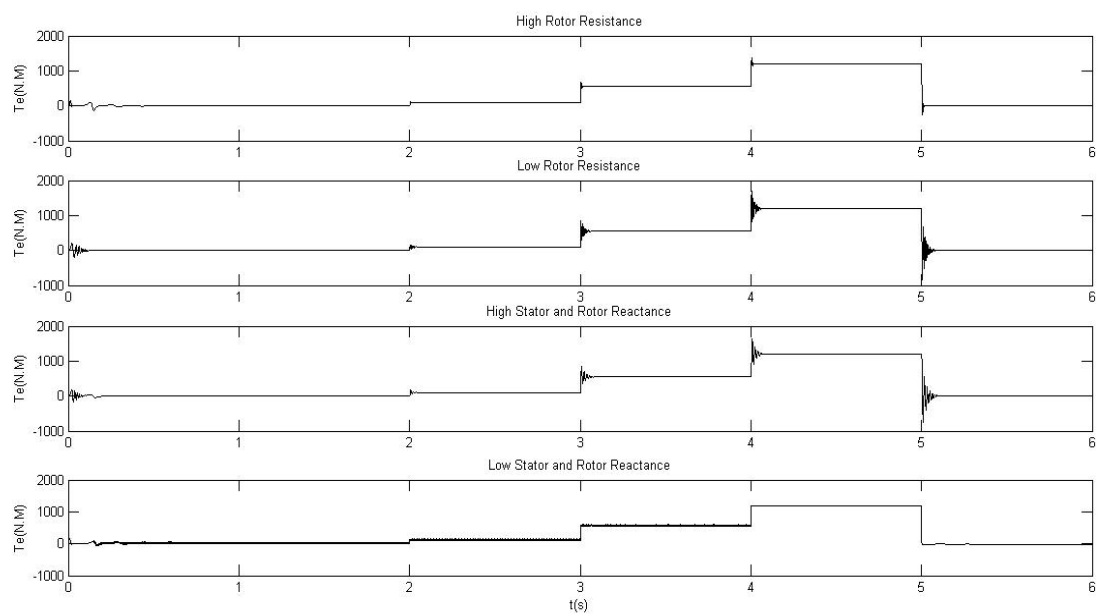 High Rotor Resistance
2000
1000
0
-1000
Te(N.M)
0 1 2 3 4 5 6
Low Rotor Resistance
2000
1000
0
-1000
Te(N.M)
0 1 2 3 4 5 6
High Stator and Rotor Reactance
2000
1000
0
-1000
Te(N.M)
0 1 2 3 4 5 6
Low Stator and Rotor Reactance
2000
1000
0
-1000
Te(N.M)
0 1 2 3 4 5 6
t(s)